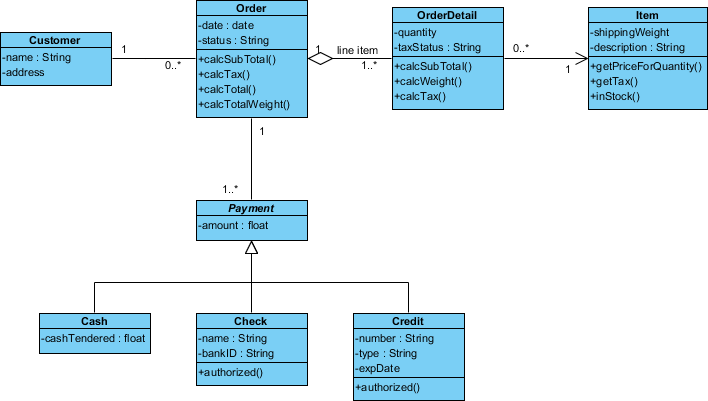 Customer
-name : String
-address
1
0..*
Order
-date : date
-status : String
+calcSubTotal()
+calcTax()
+calcTotal()
+calcTotalWeight()
1
line item
1..*
OrderDetail
-quantity
-taxStatus : String
+calcSubTotal()
+calcWeight()
+calcTax()
0..*
1
Item
-shippingWeight
-description : String
+getPriceForQuantity()
+getTax()
+inStock()
1
1..*
Payment
-amount : float
Cash
-cashTendered : float
Check
-name : String
-bankID : String
+authorized()
Credit
-number : String
-type : String
-expDate
+authorized()